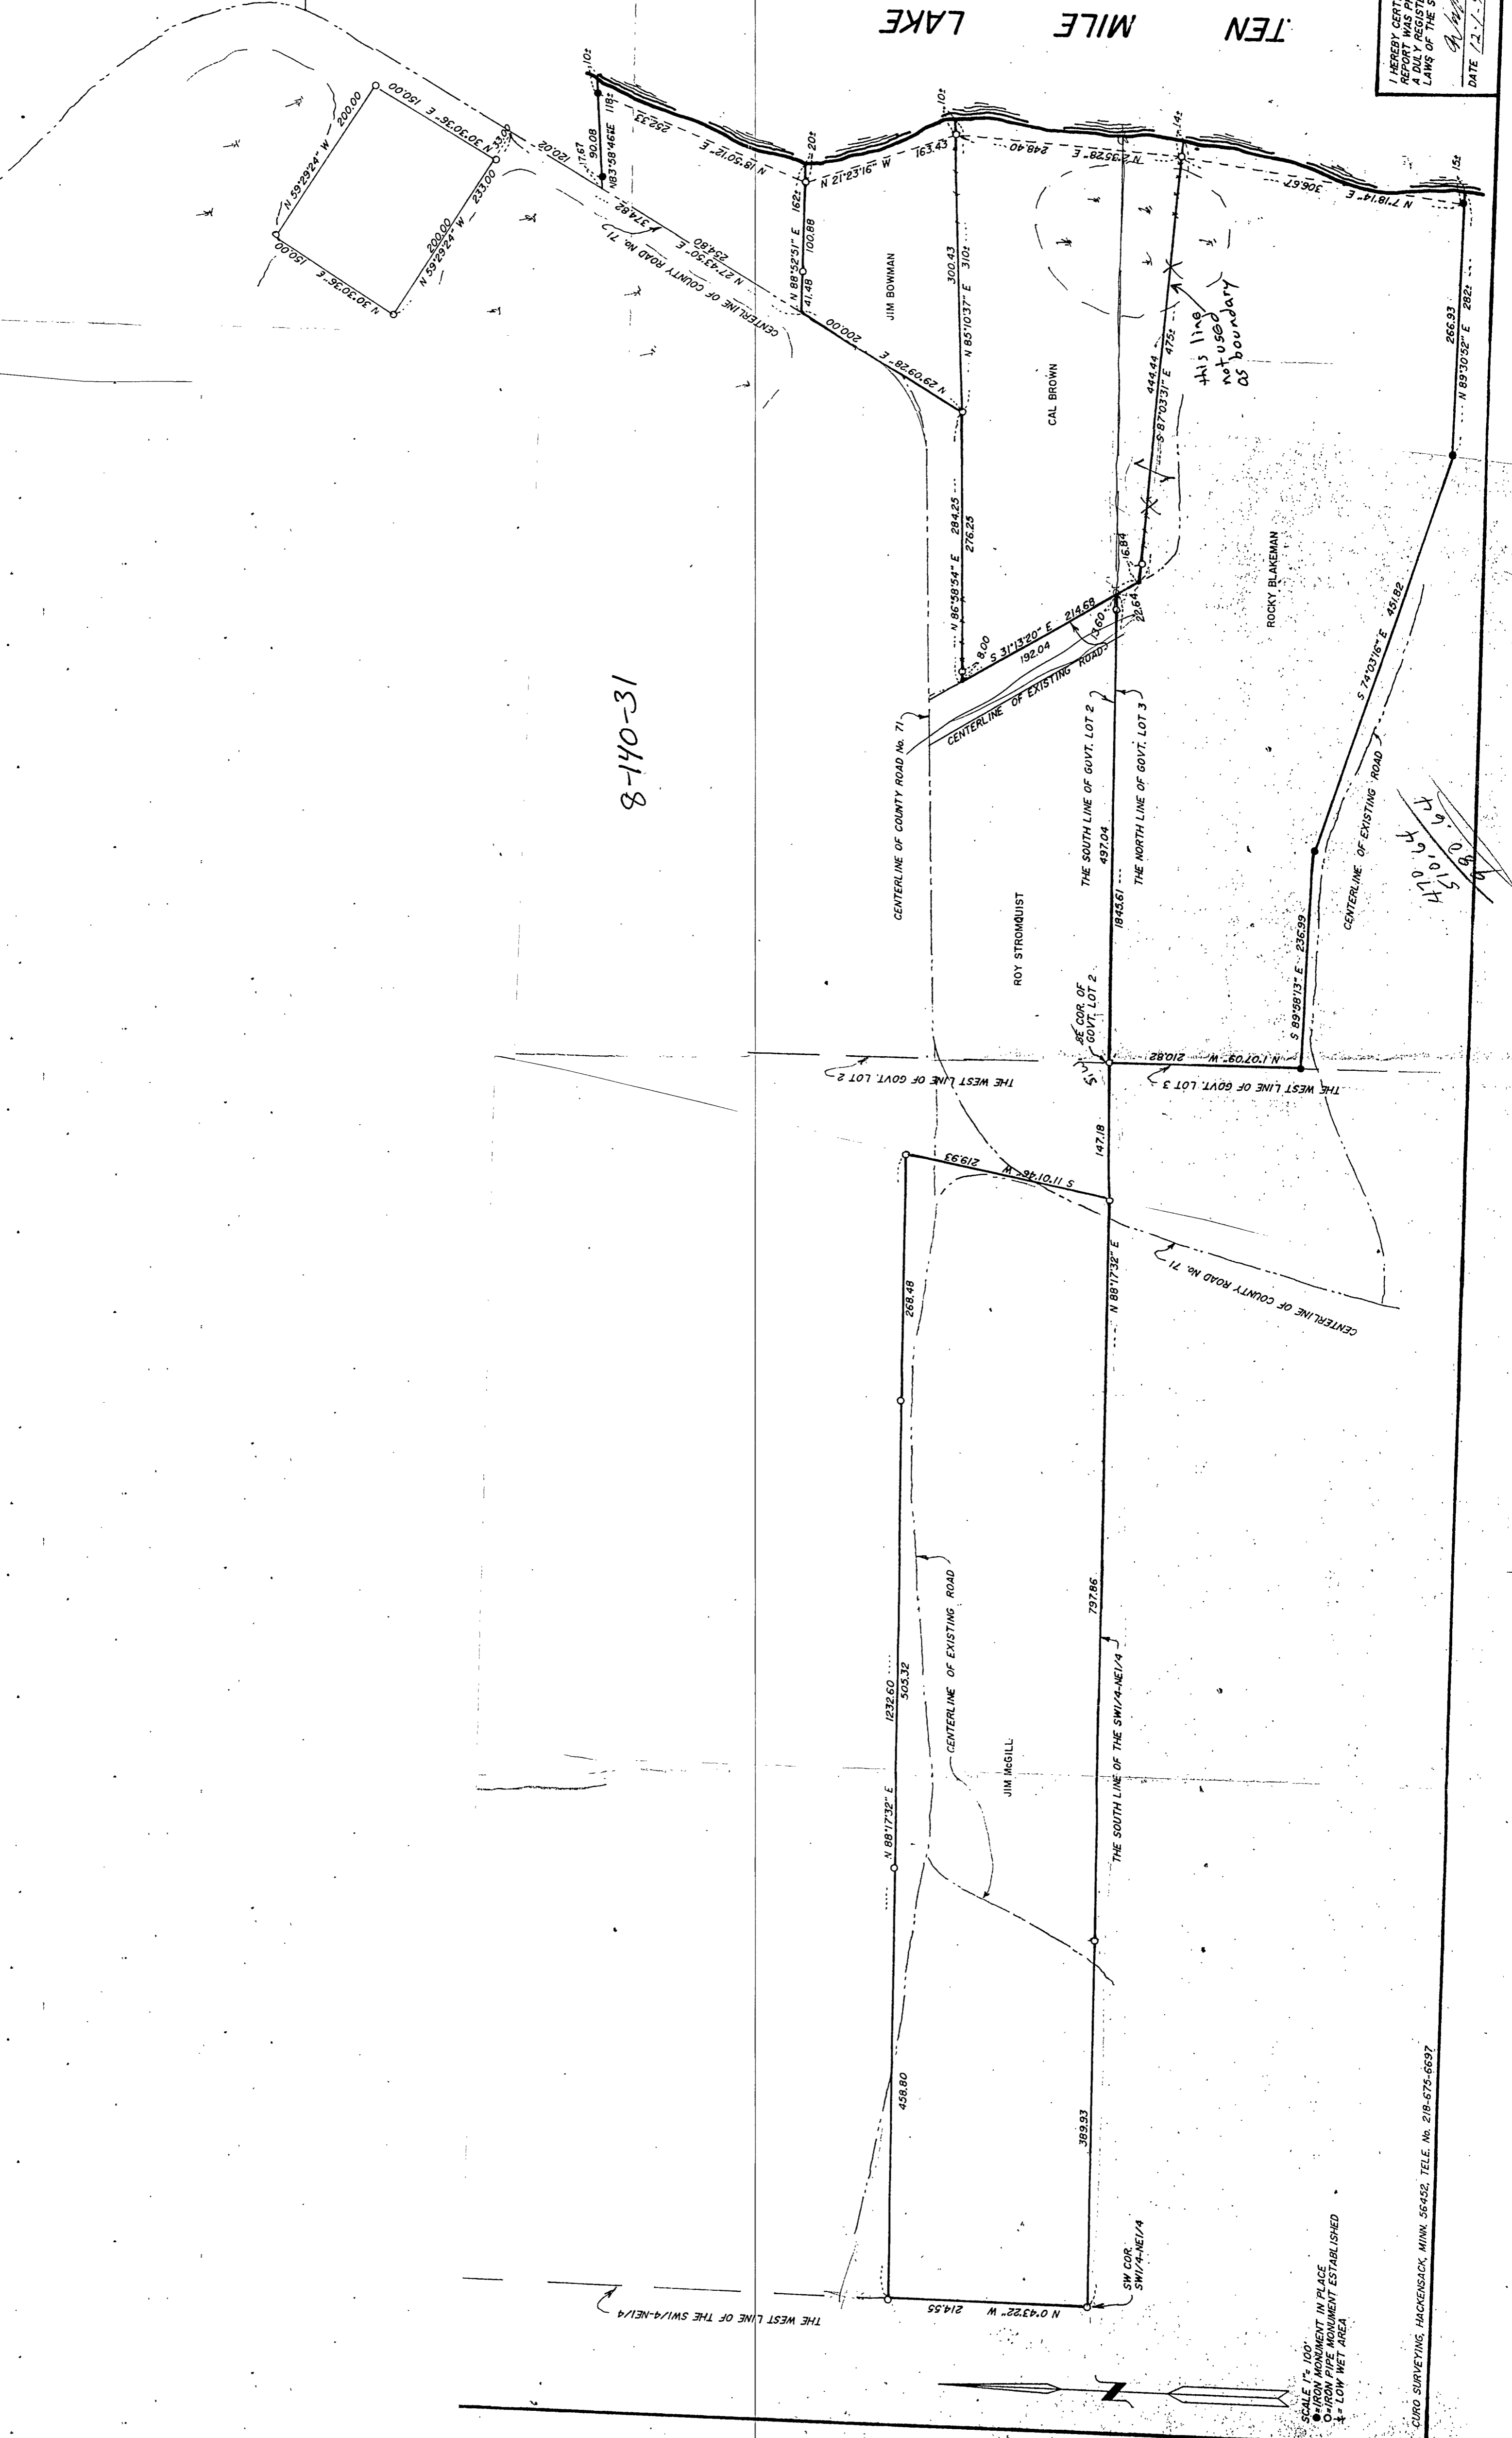 TEN MILE LAKE
I HEREBY CERT
REPORT WAS
A DULY REGIST
LAWS OF THE S
DATE 12-1-
10±
N 59°29'24" W 200.00
N 30°30'36" E 150.00
33.00
N 30°30'36" E 150.00
200.00
N 59°29'24" W 233.00
120.02
17.67
90.08
N83°58'46"E 118±
252.33
N 19°50'12" E
374.82
N 27°43'50" E
254.80
CENTERLINE OF COUNTY ROAD No. 71
20±
N 88°52'51" E 162±
41.48 100.88
N 21°23'16" W 163.43
10±
JIM BOWMAN
200.00
N 29°09'28" E
300.43
N 85°10'37" E 310±
248.40
N 2°35'28" E
14±
CAL BROWN
444.44
S 87°03'31" E 475±
this line
not used
as boundary
306.67
N 7°18'14" E
15±
266.93
N 89°30'52" E 282±
N 86°58'54" E 284.25
276.25
8.00
S 31°13'20" E 214.68
192.04
13.60
16.84
22.64
CENTERLINE OF EXISTING ROAD
ROCKY BLAKEMAN
S 74°03'16" E 451.82
8-140-31
CENTERLINE OF COUNTY ROAD No. 71
THE SOUTH LINE OF GOVT. LOT 2
497.04
1845.61
THE NORTH LINE OF GOVT. LOT 3
ROY STROMQUIST
CENTERLINE OF EXISTING ROAD
470.64
510.64
S 89°58'13" E 236.99
COR. OF
GOVT. LOT 2
THE WEST LINE OF GOVT. LOT 2
N 1°07'09" W 210.82
THE WEST LINE OF GOVT. LOT 3
147.18
S 11°01'46" W
219.93
N 88°17'32" E
CENTERLINE OF COUNTY ROAD No. 71
268.48
797.86
THE SOUTH LINE OF THE SW1/4-NE1/4
CENTERLINE OF EXISTING ROAD
N 88°17'32" E 1232.60
505.32
JIM McGILL
458.80
389.93
SW COR.
SW1/4-NE1/4
N 0°43'22" W 214.55
THE WEST LINE OF THE SW1/4-NE1/4
SCALE 1"= 100'
●=IRON MONUMENT IN PLACE
O=IRON PIPE MONUMENT ESTABLISHED
= LOW WET AREA
CURO SURVEYING, HACKENSACK, MINN. 56452, TELE. No. 218-675-6697